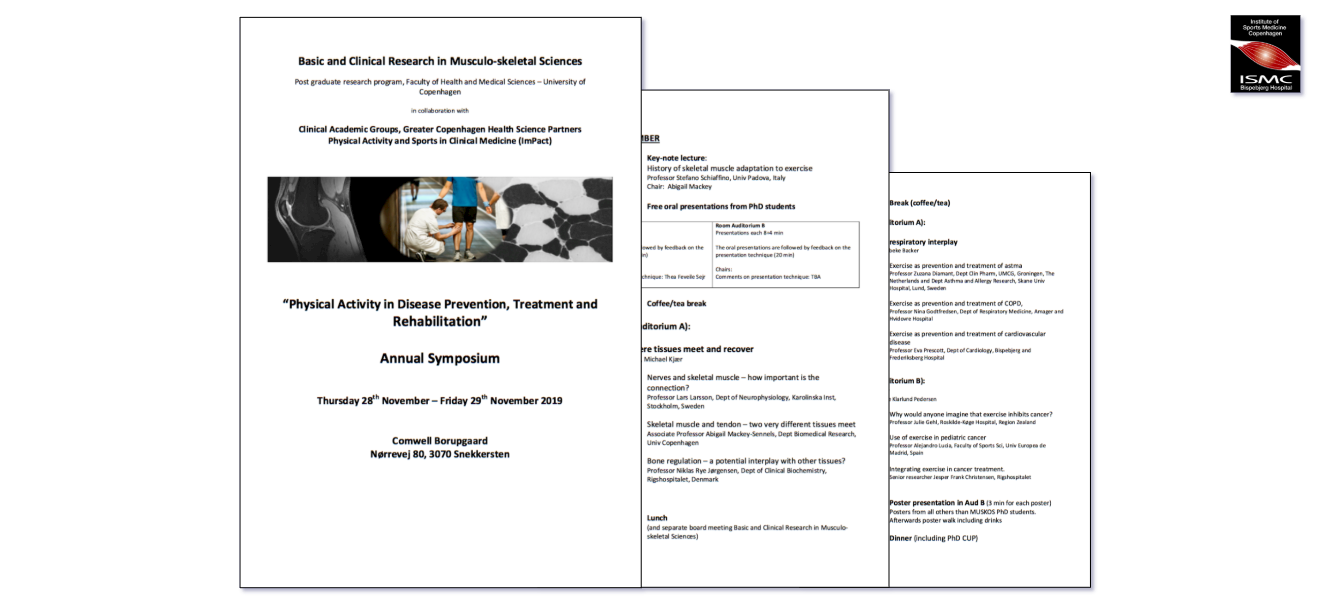 Basic and Clinical Research in Musculo-skeletal Sciences
Post graduate research program, Faculty of Health and Medical Sciences – University of
Copenhagen
in collaboration with
Clinical Academic Groups, Greater Copenhagen Health Science Partners
Physical Activity and Sports in Clinical Medicine (ImPact)
“Physical Activity in Disease Prevention, Treatment and
Rehabilitation”
Annual Symposium
Thursday 28th November – Friday 29th November 2019
Comwell Borupgaard
Nørrevej 80, 3070 Snekkersten
MBER
Key-note lecture:
History of skeletal muscle adaptation to exercise
Professor Stefano Schiaffino, Univ Padova, Italy
Chair: Abigail Mackey
Free oral presentations from PhD students
owed by feedback on the
n)
chnique: Thea Feveile Sejr
Room Auditorium B
Presentations each 8+4 min
The oral presentations are followed by feedback on the
presentation technique (20 min)
Chair:
Comments on presentation technique: TBA
Coffee/tea break
ditorium A):
ere tissues meet and recover
Michael Kjær
Nerves and skeletal muscle – how important is the
connection?
Professor Lars Larsson, Dept of Neurophysiology, Karolinska Inst,
Stockholm, Sweden
Skeletal muscle and tendon – two very different tissues meet
Associate Professor Abigail Mackey-Sennels, Dept Biomedical Research,
Univ Copenhagen
Bone regulation – a potential interplay with other tissues?
Professor Niklas Rye Jørgensen, Dept of Clinical Biochemistry,
Rigshospitalet, Denmark
Lunch
(and separate board meeting Basic and Clinical Research in Musculo-
skeletal Sciences)
Break (coffee/tea)
itorium A):
respiratory interplay
beke Backer
Exercise as prevention and treatment of astma
Professor Zuzana Diamant, Dept Clin Pharm, UMCG, Groningen, The
Netherlands and Dept Asthma and Allergy Research, Skane Univ
Hospital, Lund, Sweden
Exercise as prevention and treatment of COPD,
Professor Nina Godtfredsen, Dept of Respiratory Medicine, Amager and
Hvidovre Hospital
Exercise as prevention and treatment of cardiovascular
disease
Professor Eva Prescott, Dept of Cardiology, Bispebjerg and
Frederiksberg Hospital
itorium B):
Klarlund Pedersen
Why would anyone imagine that exercise inhibits cancer?
Professor Julie Gehl, Roskilde-Køge Hospital, Region Zealand
Use of exercise in pediatric cancer
Professor Alejandro Lucia, Faculty of Sports Sci, Univ Europea de
Madrid, Spain
Integrating exercise in cancer treatment.
Senior researcher Jesper Frank Christensen, Rigshospitalet
Poster presentation in Aud B (3 min for each poster)
Posters from all others than MUSKOS PhD students.
Afterwards poster walk including drinks
Dinner (including PhD CUP)
Institute of
Sports Medicine
Copenhagen
ISMC
Bispebjerg Hospital